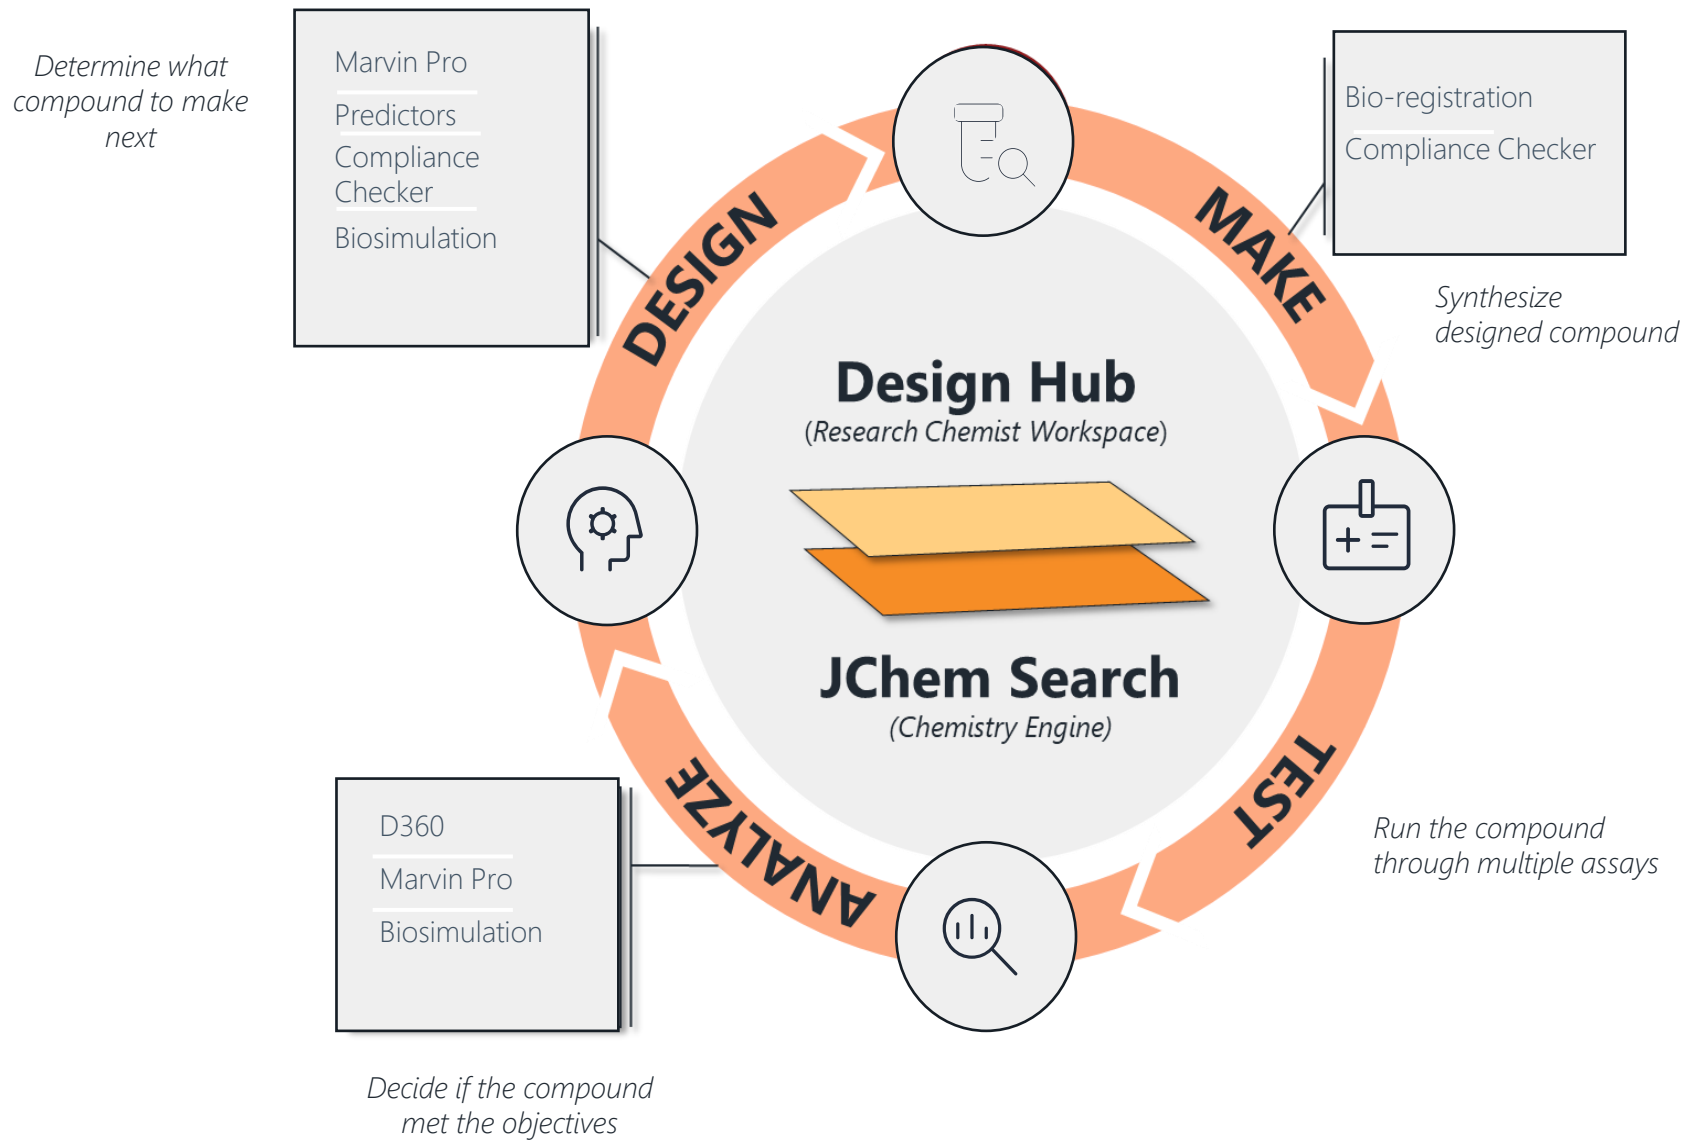 Determine what
compound to make
next
Marvin Pro
Predictors
Compliance
Checker
Biosimulation
Bio-registration
Compliance Checker
Synthesize
designed compound
DESIGN
MAKE
Design Hub
(Research Chemist Workspace)
JChem Search
(Chemistry Engine)
TEST
ANALYZE
Run the compound
through multiple assays
D360
Marvin Pro
Biosimulation
Decide if the compound
met the objectives